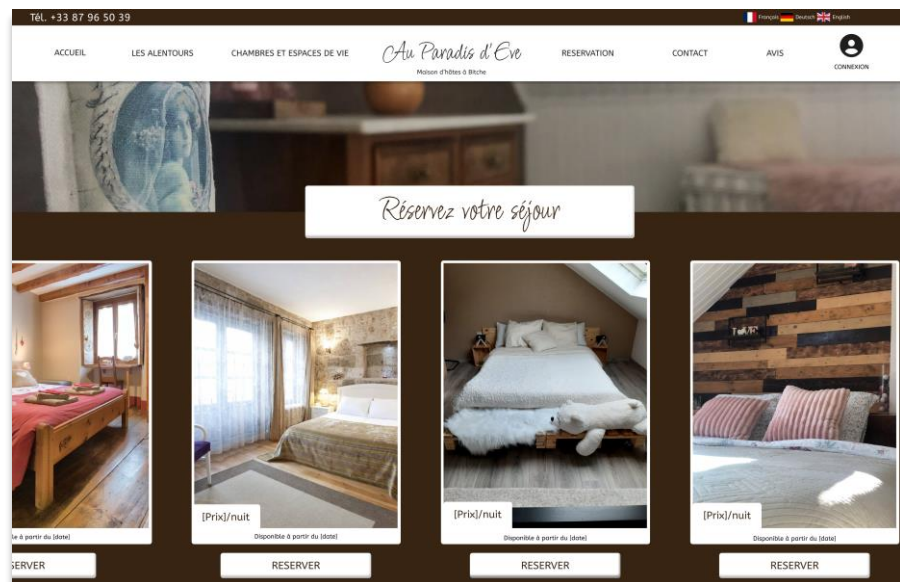 Tél. +33 87 96 50 39
Français Deutsch English
ACCUEIL LES ALENTOURS CHAMBRES ET ESPACES DE VIE Au Paradis d'Eve RESERVATION CONTACT AVIS
Maison d'hôtes à Bitche
CONNEXION
Réservez votre séjour
LOVE
[Prix]/nuit [Prix]/nuit [Prix]/nuit
le à partir du [date] Disponible à partir du [date] Disponible à partir du [date] Disponible à partir du [date]
SERVER RESERVER RESERVER RESERVER